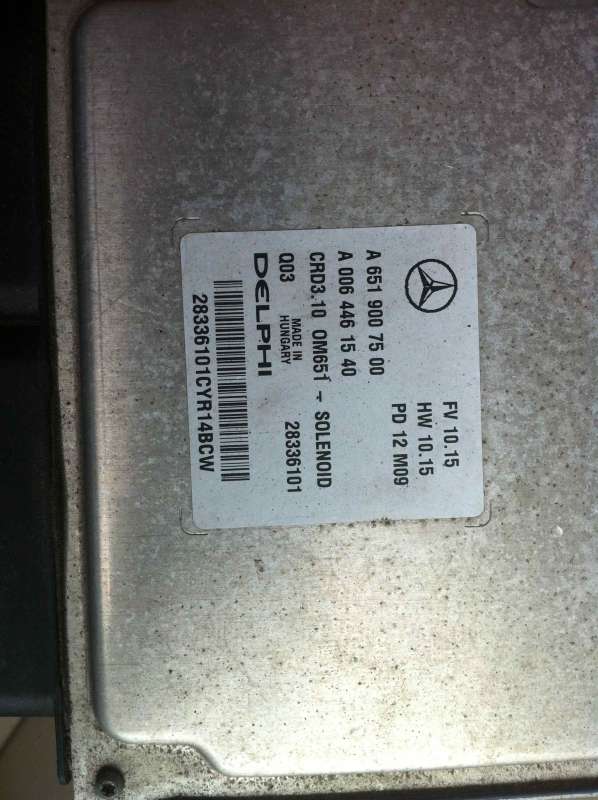 FV 10.15
HW 10.15
PD 12 M09
A 651 900 75 00
A 006 446 15 40
CRD3.10 OM651 - SOLENOID
Q03 MADE IN HUNGARY 28336101
DELPHI
28336101CYR14BCW